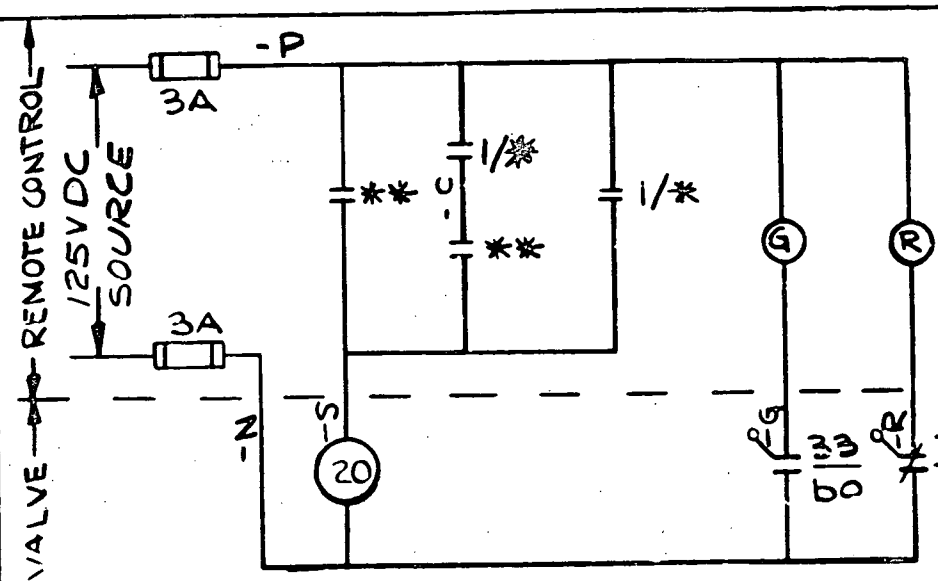 REMOTE CONTROL
125V DC
SOURCE
3A
-P
**
1/*
-C
**
1/*
G
R
3A
VALVE
-N
-S
20
-G
33
bo
-R